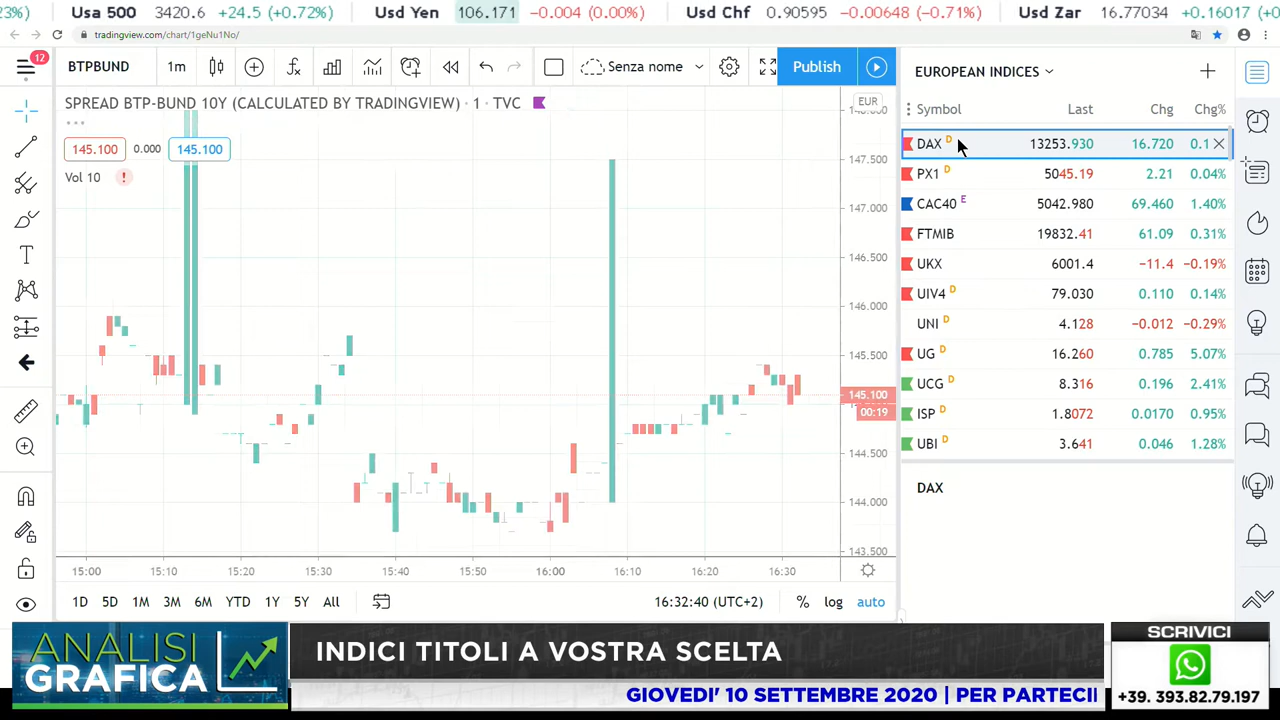 23%) Usa 500 3420.6 +24.5 (+0.72%) Usd Yen 106.171 −0.004 (0.00%) Usd Chf 0.90595 −0.00648 (−0.71%) Usd Zar 16.77034 +0.16017 (+0
tradingview.com/chart/1geNu1No/
12 BTPBUND 1m Senza nome Publish EUROPEAN INDICES
SPREAD BTP-BUND 10Y (CALCULATED BY TRADINGVIEW) · 1 · TVC EUR
145.100 0.000 145.100
Vol 10 !
147.500
147.000
146.500
146.000
145.500
145.100
00:19
144.500
144.000
143.500
15:00 15:10 15:20 15:30 15:40 15:50 16:00 16:10 16:20 16:30
1D 5D 1M 3M 6M YTD 1Y 5Y All 16:32:40 (UTC+2) % log auto
Symbol Last Chg Chg%
DAX D 13253.930 16.720 0.1
PX1 D 5045.19 2.21 0.04%
CAC40 E 5042.980 69.460 1.40%
FTMIB 19832.41 61.09 0.31%
UKX 6001.4 −11.4 −0.19%
UIV4 D 79.030 0.110 0.14%
UNI D 4.128 −0.012 −0.29%
UG D 16.260 0.785 5.07%
UCG D 8.316 0.196 2.41%
ISP D 1.8072 0.0170 0.95%
UBI D 3.641 0.046 1.28%
DAX
ANALISI
GRAFICA
INDICI TITOLI A VOSTRA SCELTA
GIOVEDI' 10 SETTEMBRE 2020 | PER PARTECI
SCRIVICI
+39. 393.82.79.197